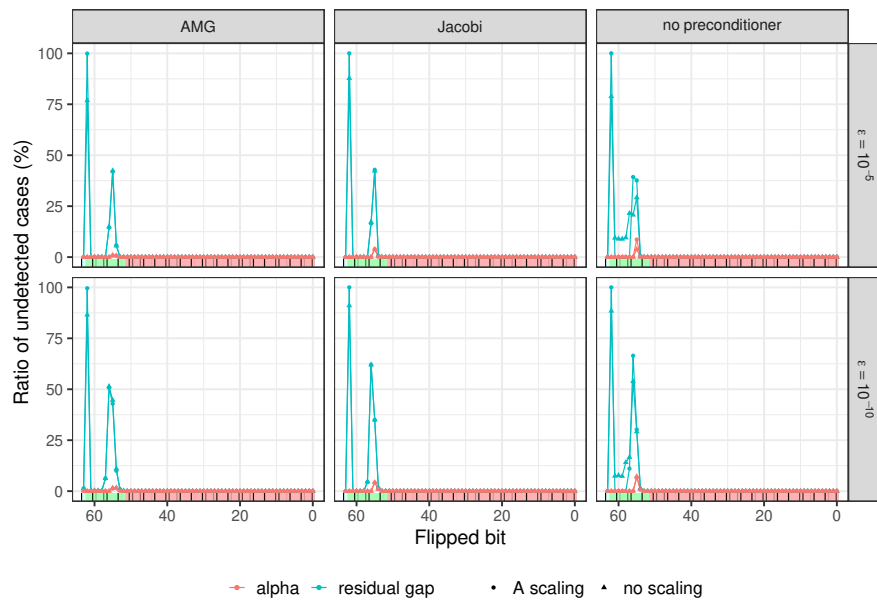 AMG Jacobi no preconditioner
Ratio of undetected cases (%)
100
75
50
25
0
ε = 10⁻⁵
100
75
50
25
0
ε = 10⁻¹⁰
60 40 20 0 60 40 20 0 60 40 20 0
Flipped bit
alpha residual gap A scaling no scaling